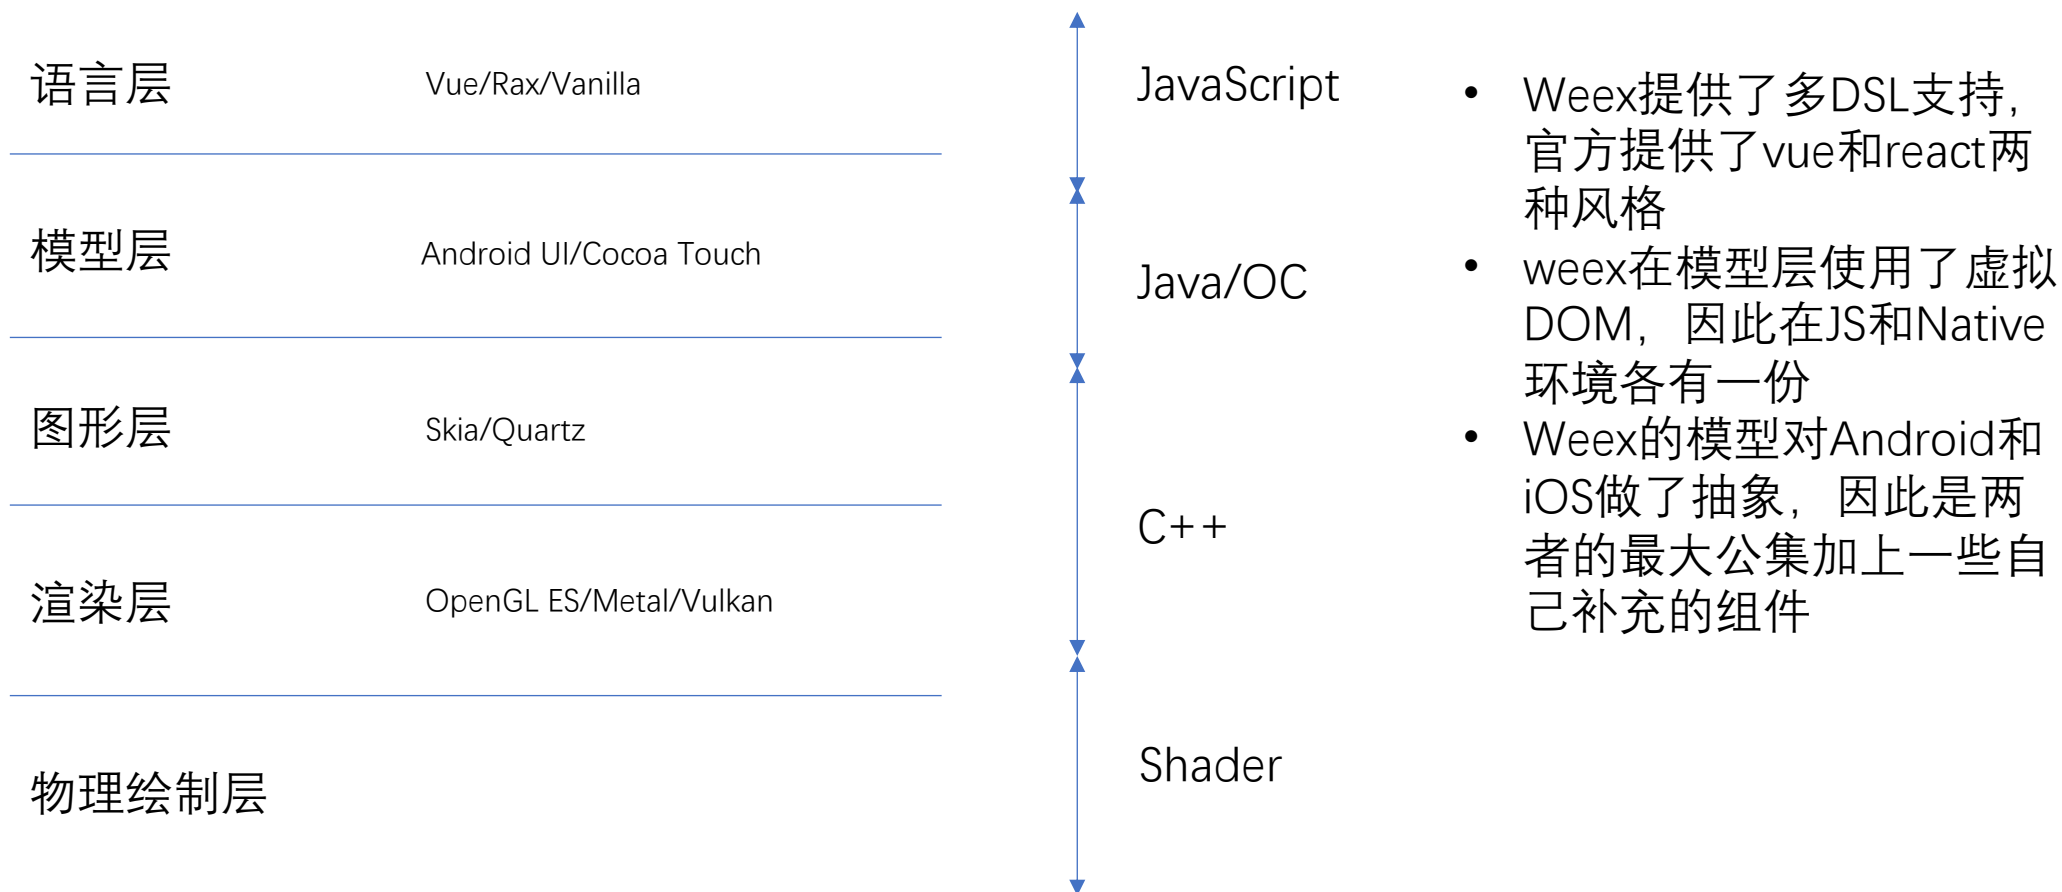 语言层
Vue/Rax/Vanilla
模型层
Android UI/Cocoa Touch
图形层
Skia/Quartz
渲染层
OpenGL ES/Metal/Vulkan
物理绘制层
JavaScript
Java/OC
C++
Shader
• Weex提供了多DSL支持，
官方提供了vue和react两
种风格
• weex在模型层使用了虚拟
DOM，因此在JS和Native
环境各有一份
• Weex的模型对Android和
iOS做了抽象，因此是两
者的最大公集加上一些自
己补充的组件